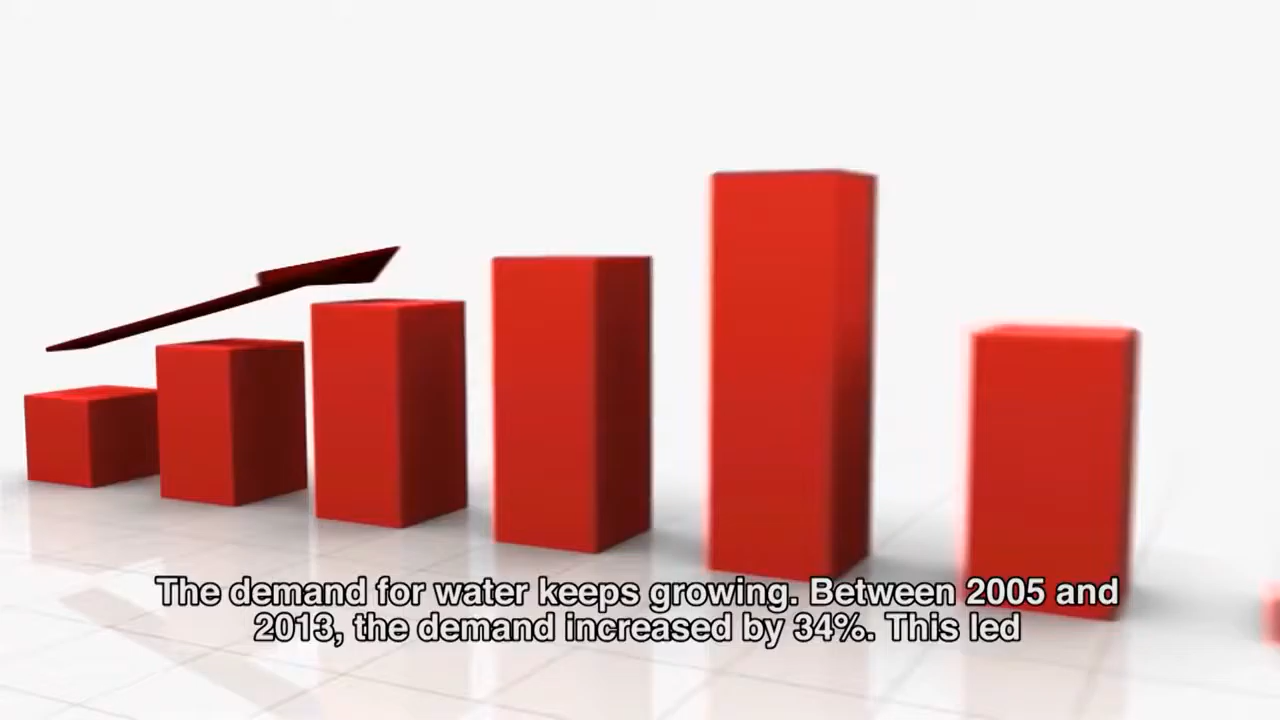 The demand for water keeps growing. Between 2005 and
2013, the demand increased by 34%. This led